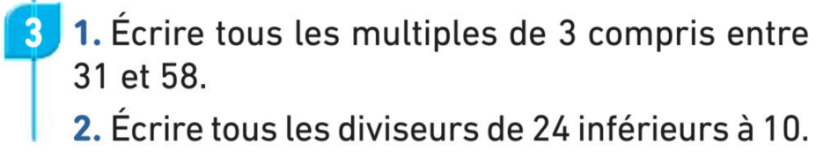 3 1. Écrire tous les multiples de 3 compris entre
31 et 58.
2. Écrire tous les diviseurs de 24 inférieurs à 10.